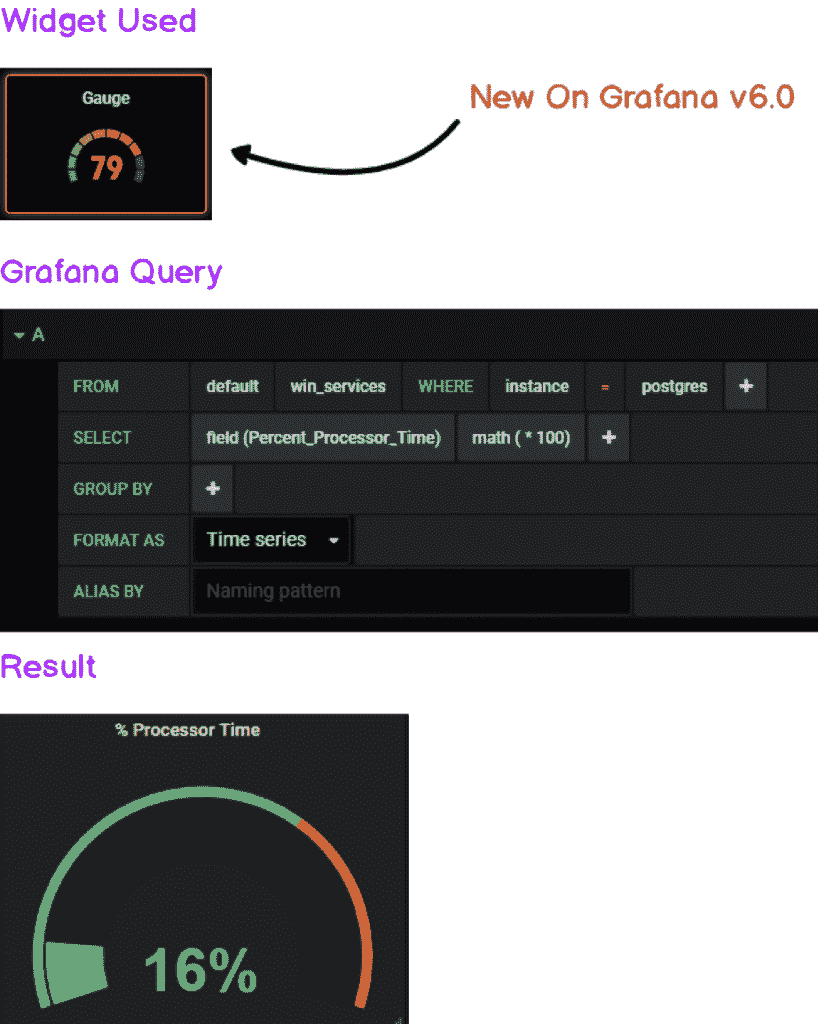 Widget Used
Gauge
79
New On Grafana v6.0
Grafana Query
A
FROM default win_services WHERE instance = postgres +
SELECT field (Percent_Processor_Time) math ( * 100) +
GROUP BY +
FORMAT AS Time series
ALIAS BY Naming pattern
Result
% Processor Time
16%